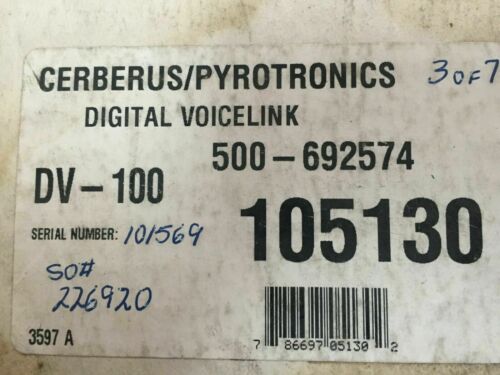 CERBERUS/PYROTRONICS 3 OF 7
DIGITAL VOICELINK
500-692574
DV-100
105130
SERIAL NUMBER: 101569
SO#
226920
3597 A
7 86697 05130 2